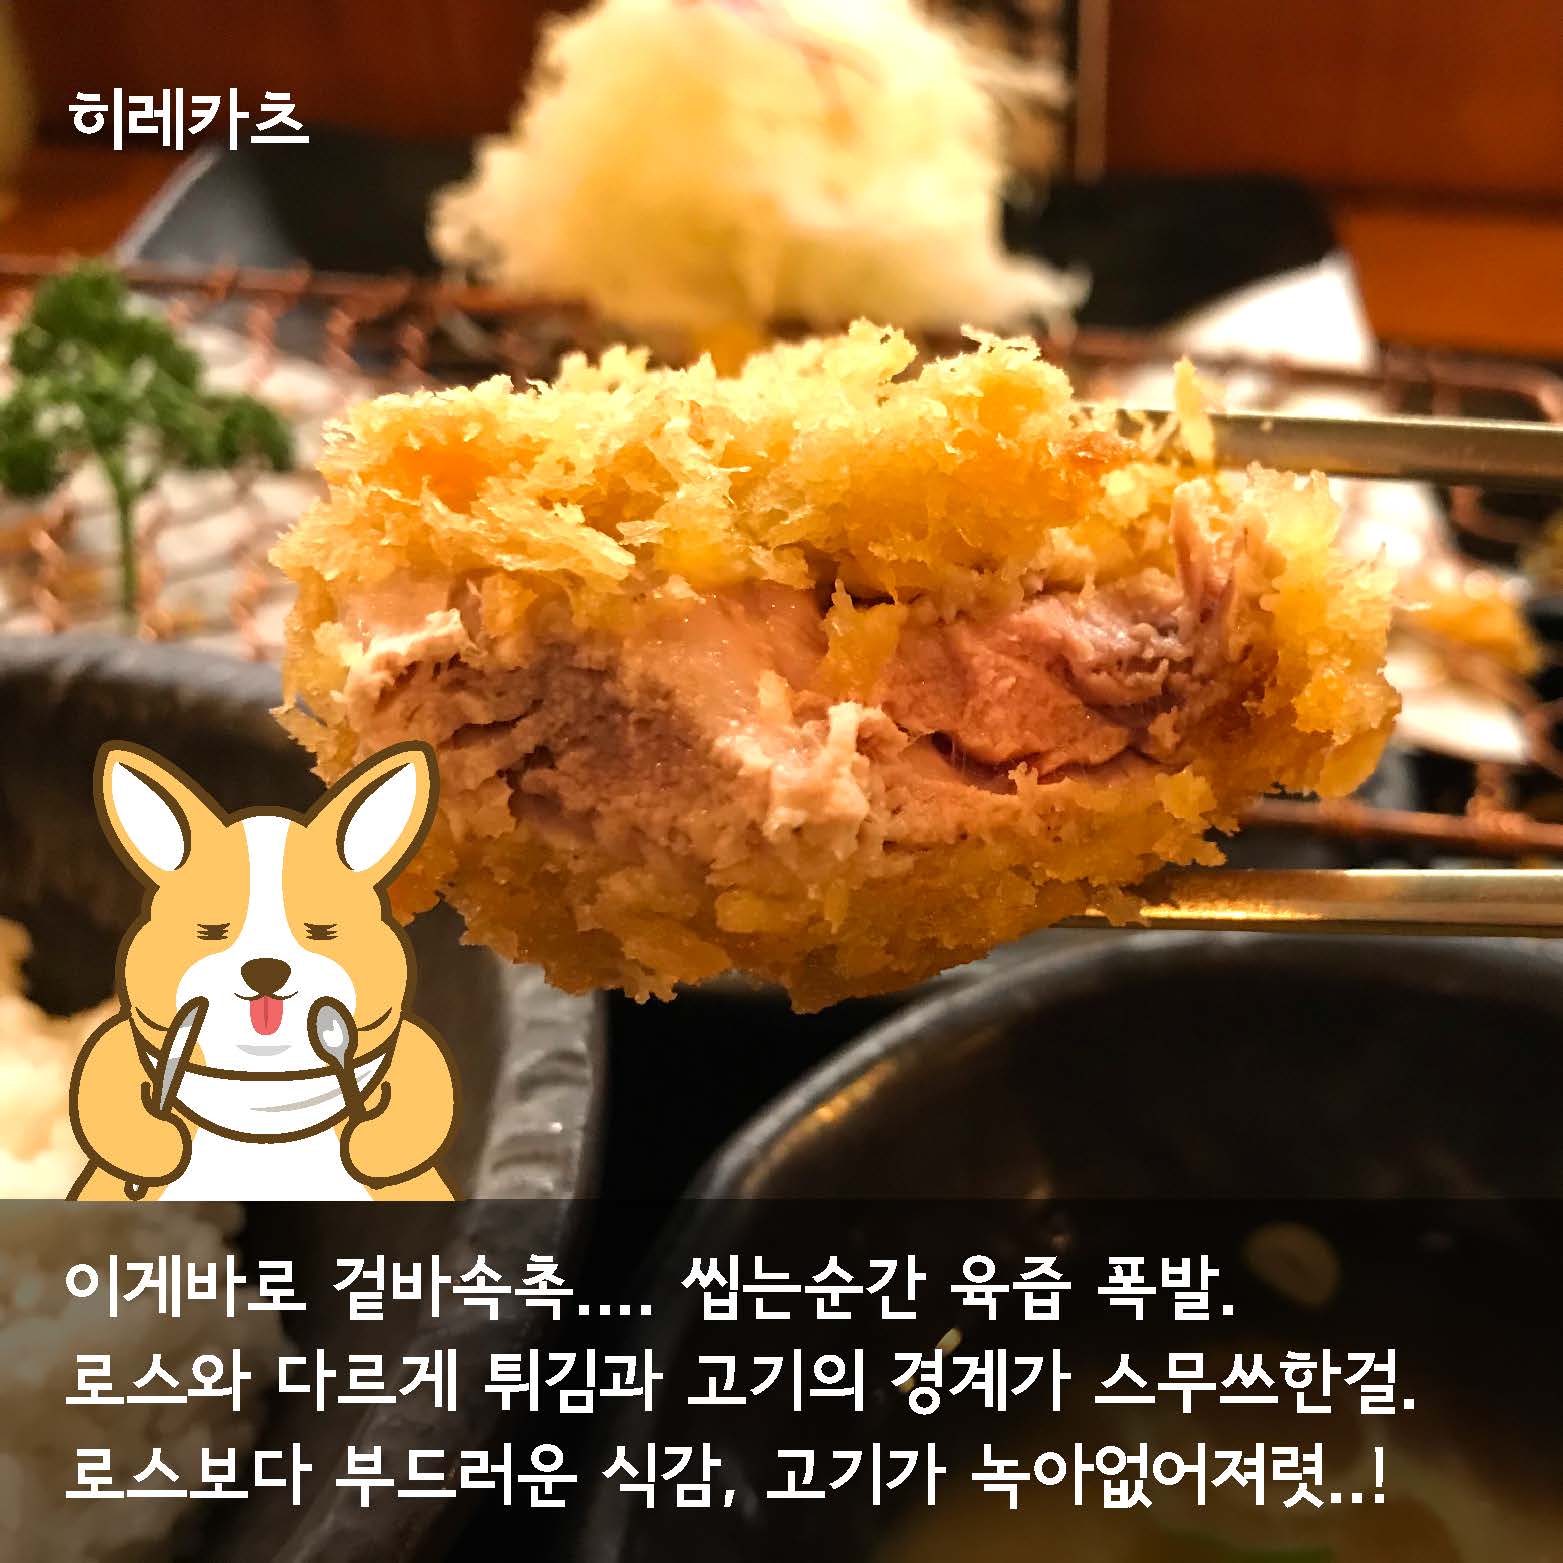 히레카츠
이게바로 겉바속촉.... 씹는순간 육즙 폭발.
로스와 다르게 튀김과 고기의 경계가 스무쓰한걸.
로스보다 부드러운 식감, 고기가 녹아없어져렷..!